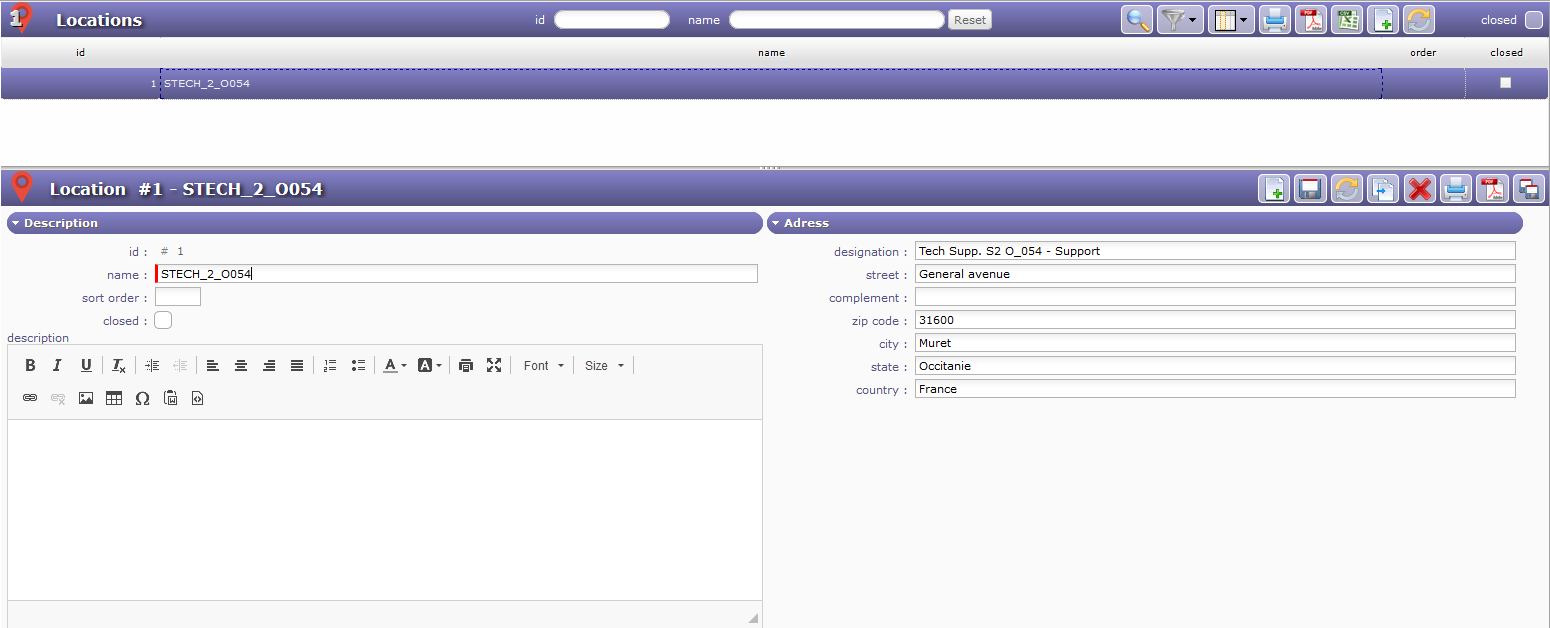 1 Locations id name Reset closed
id name order closed
1 STECH_2_O054
Location #1 - STECH_2_O054
Description
id : # 1
name : STECH_2_O054
sort order :
closed :
description
B I U Tx A A Font Size
Ω
Adress
designation : Tech Supp. S2 O_054 - Support
street : General avenue
complement :
zip code : 31600
city : Muret
state : Occitanie
country : France